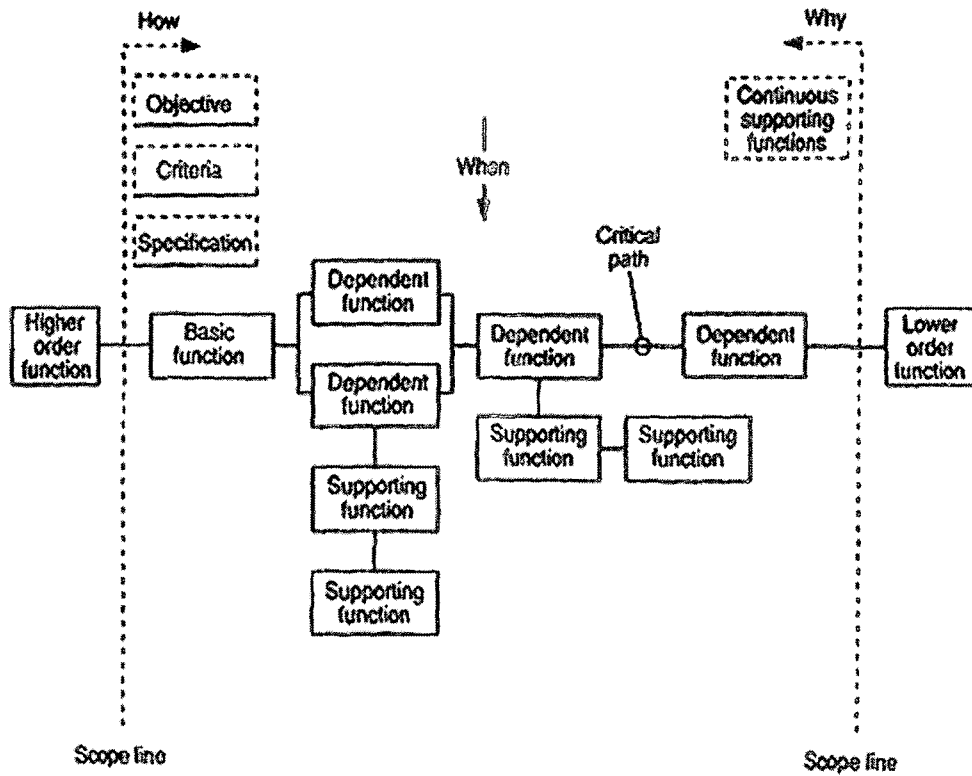 How
Why
Objective
Continuous
supporting
functions
When
Criteria
Specification
Critical
path
Dependent
function
Higher
order
function
Basic
function
Dependent
function
Dependent
function
Lower
order
function
Dependent
function
Supporting
function
Supporting
function
Supporting
function
Supporting
function
Scope line
Scope line